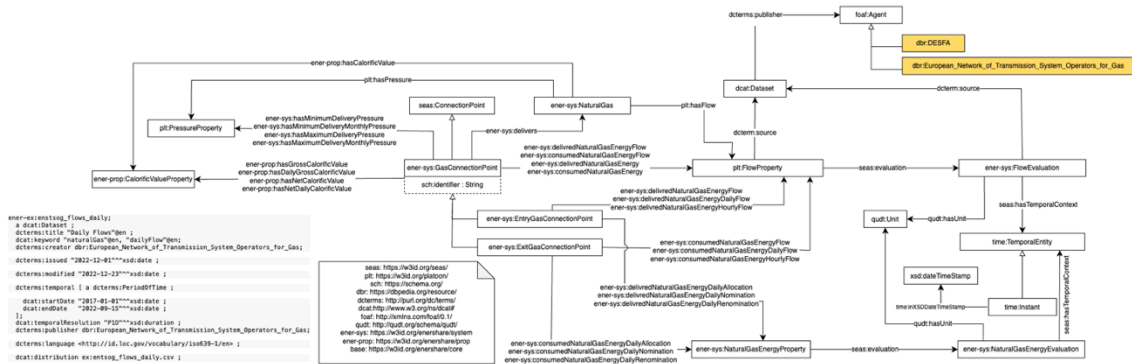 dcterms:publisher
foaf:Agent
dbr:DESFA
dbr:European_Network_of_Transmission_System_Operators_for_Gas
ener-prop:hasCalorificValue
plt:hasPressure
seas:ConnectionPoint
ener-sys:NaturalGas
plt:hasFlow
dcat:Dataset
dcterm:source
plt:PressureProperty
ener-sys:hasMinimumDeliveryPressure
ener-sys:hasMinimumDeliveryMonthlyPressure
ener-sys:hasMaximumDeliveryPressure
ener-sys:hasMaximumDeliveryMonthlyPressure
ener-sys:delivers
dcterm:source
ener-prop:CalorificValueProperty
ener-prop:hasGrossCalorificValue
ener-prop:hasDailyGrossCalorificValue
ener-prop:hasNetCalorificValue
ener-prop:hasNetDailyCalorificValue
ener-sys:GasConnectionPoint
sch:identifier : String
ener-sys:delivredNaturalGasEnergyFlow
ener-sys:consumedNaturalGasEnergyFlow
ener-sys:delivredNaturalGasEnergy
ener-sys:consumedNaturalGasEnergy
plt:FlowProperty
seas:evaluation
ener-sys:FlowEvaluation
ener-sys:delivredNaturalGasEnergyFlow
ener-sys:delivredNaturalGasEnergyDailyFlow
ener-sys:delivredNaturalGasEnergyHourlyFlow
seas:hasTemporalContext
ener-sys:EntryGasConnectionPoint
qudt:Unit
qudt:hasUnit
ener-sys:ExitGasConnectionPoint
ener-sys:consumedNaturalGasEnergyFlow
ener-sys:consumedNaturalGasEnergyDailyFlow
ener-sys:consumedNaturalGasEnergyHourlyFlow
time:TemporalEntity
xsd:dateTimeStamp
time:inXSDDateTimeStamp
time:Instant
seas:hasTemporalContext
qudt:hasUnit
ener-sys:delivredNaturalGasEnergyDailyAllocation
ener-sys:delivredNaturalGasEnergyDailyNomination
ener-sys:delivredNaturalGasEnergyDailyRenomination
ener-sys:consumedNaturalGasEnergyDailyAllocation
ener-sys:consumedNaturalGasEnergyDailyNomination
ener-sys:consumedNaturalGasEnergyDailyRenomination
ener-sys:NaturalGasEnergyProperty
seas:evaluation
ener-sys:NaturalGasEnergyEvaluation
ener-ex:enstsog_flows_daily;
a dcat:Dataset ;
dcterms:title "Daily Flows"@en ;
dcat:keyword "naturalGas"@en, "dailyFlow"@en;
dcterms:creator dbr:European_Network_of_Transmission_System_Operators_for_Gas;
dcterms:issued "2022-12-01"^^xsd:date ;
dcterms:modified "2022-12-23"^^xsd:date ;
dcterms:temporal [ a dcterms:PeriodOfTime ;
dcat:startDate "2017-01-01"^^xsd:date ;
dcat:endDate "2022-09-15"^^xsd:date ;
];
dcat:temporalResolution "P1D"^^xsd:duration ;
dcterms:publisher dbr:European_Network_of_Transmission_System_Operators_for_Gas;
dcterms:language <http://id.loc.gov/vocabulary/iso639-1/en> ;
dcat:distribution ex:entsog_flows_daily.csv ;
seas: https://w3id.org/seas/
plt: https://w3id.org/platoon/
sch: https://schema.org/
dbr: https://dbpedia.org/resource/
dcterms: http://purl.org/dc/terms/
dcat:http://www.w3.org/ns/dcat#
foaf: http://xmlns.com/foaf/0.1/
qudt: http://qudt.org/schema/qudt/
ener-sys: https://w3id.org/enershare/system
ener-prop: https://w3id.org/enershare/prop
base: https://w3id.org/enershare/core